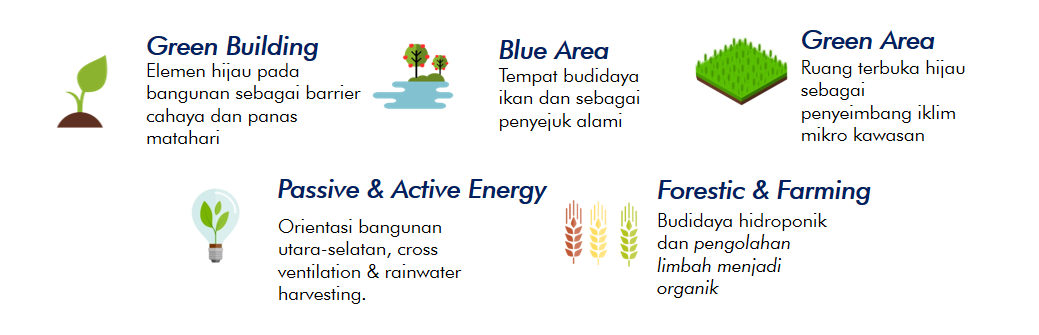 Green Building
Elemen hijau pada
bangunan sebagai barrier
cahaya dan panas
matahari
Blue Area
Tempat budidaya
ikan dan sebagai
penyejuk alami
Green Area
Ruang terbuka hijau
sebagai
penyeimbang iklim
mikro kawasan
Passive & Active Energy
Orientasi bangunan
utara-selatan, cross
ventilation & rainwater
harvesting.
Forestic & Farming
Budidaya hidroponik
dan pengolahan
limbah menjadi
organik